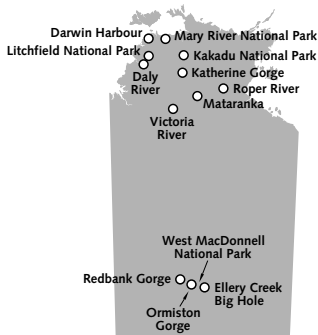 Darwin Harbour
Mary River National Park
Litchfield National Park
Kakadu National Park
Katherine Gorge
Daly
River
Roper River
Mataranka
Victoria
River
West MacDonnell
National Park
Redbank Gorge
Ellery Creek
Big Hole
Ormiston
Gorge